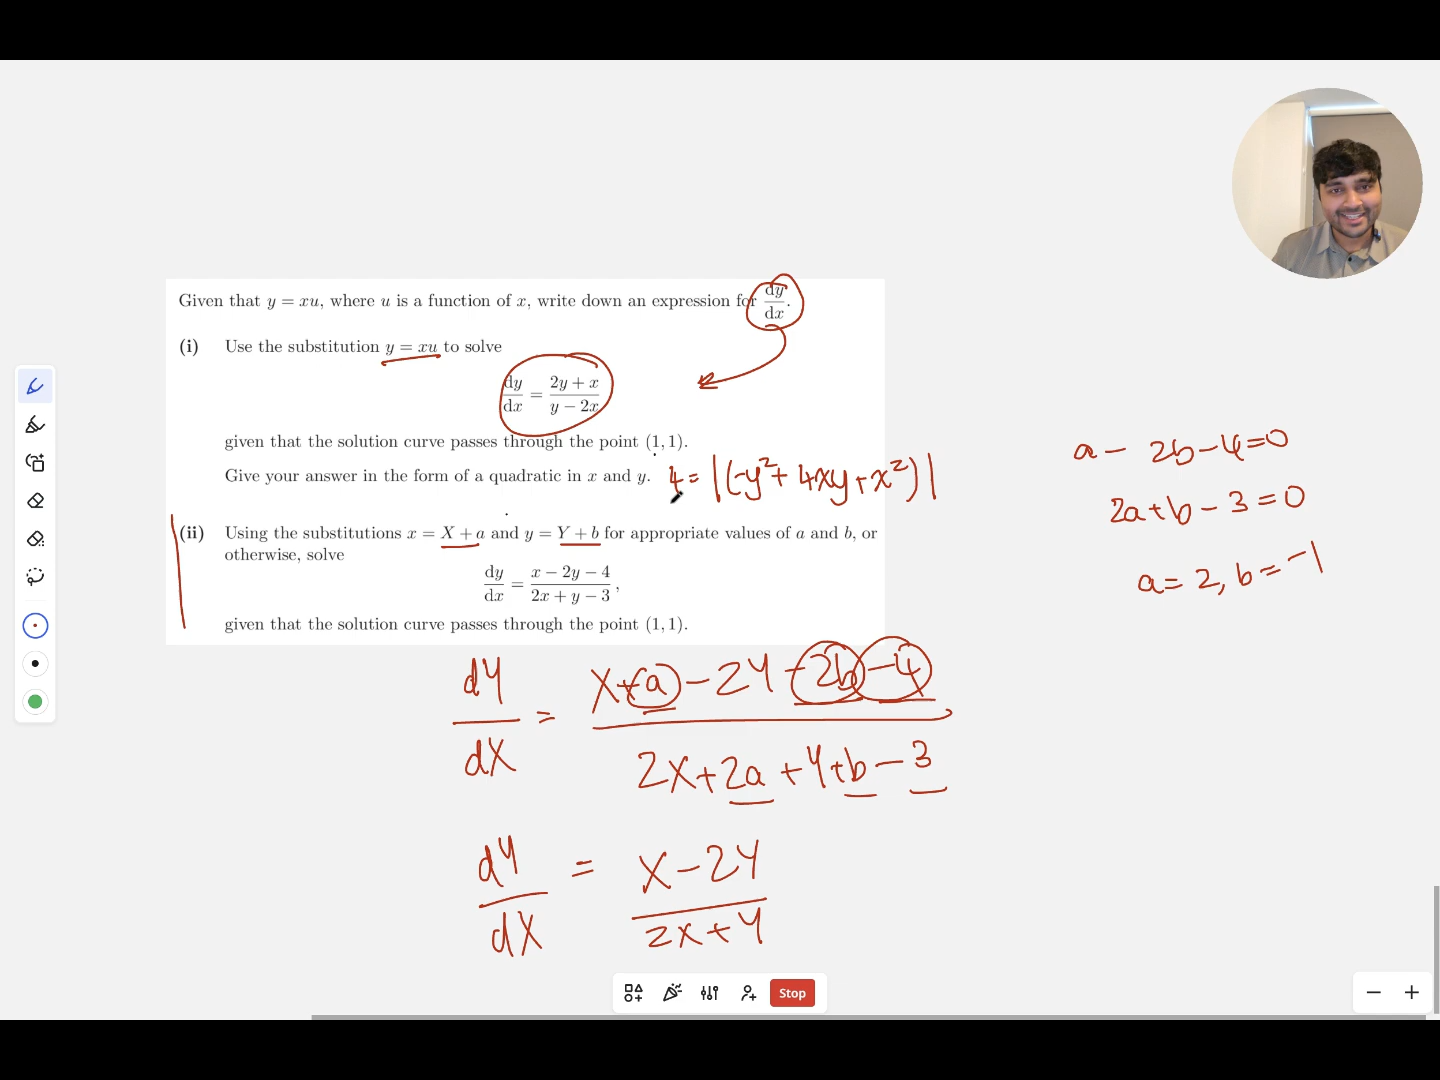 Given that y = xu, where u is a function of x, write down an expression for dy/dx.
(i) Use the substitution y = xu to solve
dy/dx = (2y + x)/(y − 2x)
given that the solution curve passes through the point (1, 1).
Give your answer in the form of a quadratic in x and y.
4 = |(-y²+ 4xy+x²)|
(ii) Using the substitutions x = X + a and y = Y + b for appropriate values of a and b, or
otherwise, solve
dy/dx = (x − 2y − 4)/(2x + y − 3),
given that the solution curve passes through the point (1, 1).
a − 2b − 4 = 0
2a + b − 3 = 0
a = 2, b = −1
dY/dX = (X + a − 2Y − 2b − 4)/(2X + 2a + Y + b − 3)
dY/dX = (X − 2Y)/(2X + Y)
Stop